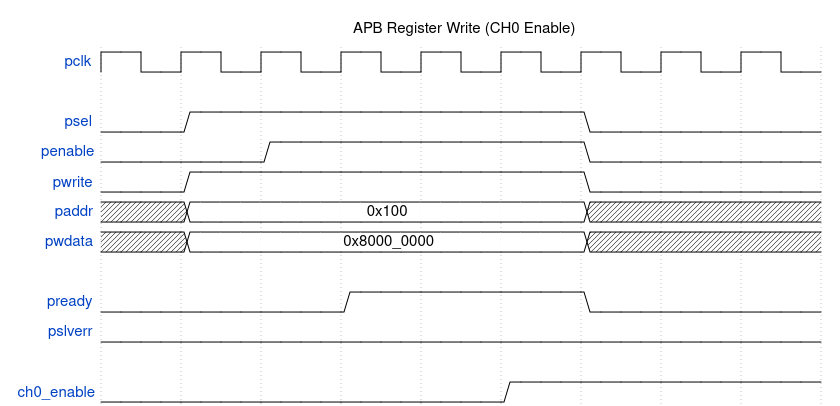 APB Register Write (CH0 Enable)
pclk
psel
penable
pwrite
paddr 0x100
pwdata 0x8000_0000
pready
pslverr
ch0_enable